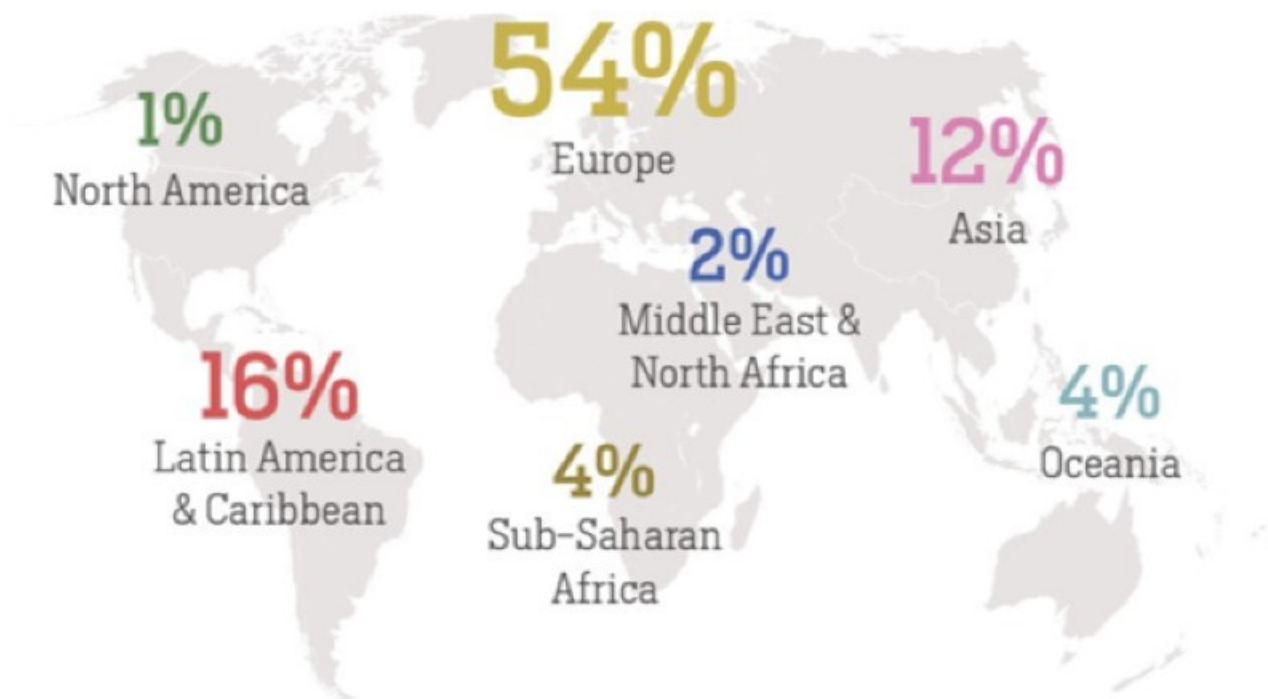 54%
Europe
1%
North America
12%
Asia
2%
Middle East &
North Africa
16%
Latin America
& Caribbean
4%
Oceania
4%
Sub-Saharan
Africa